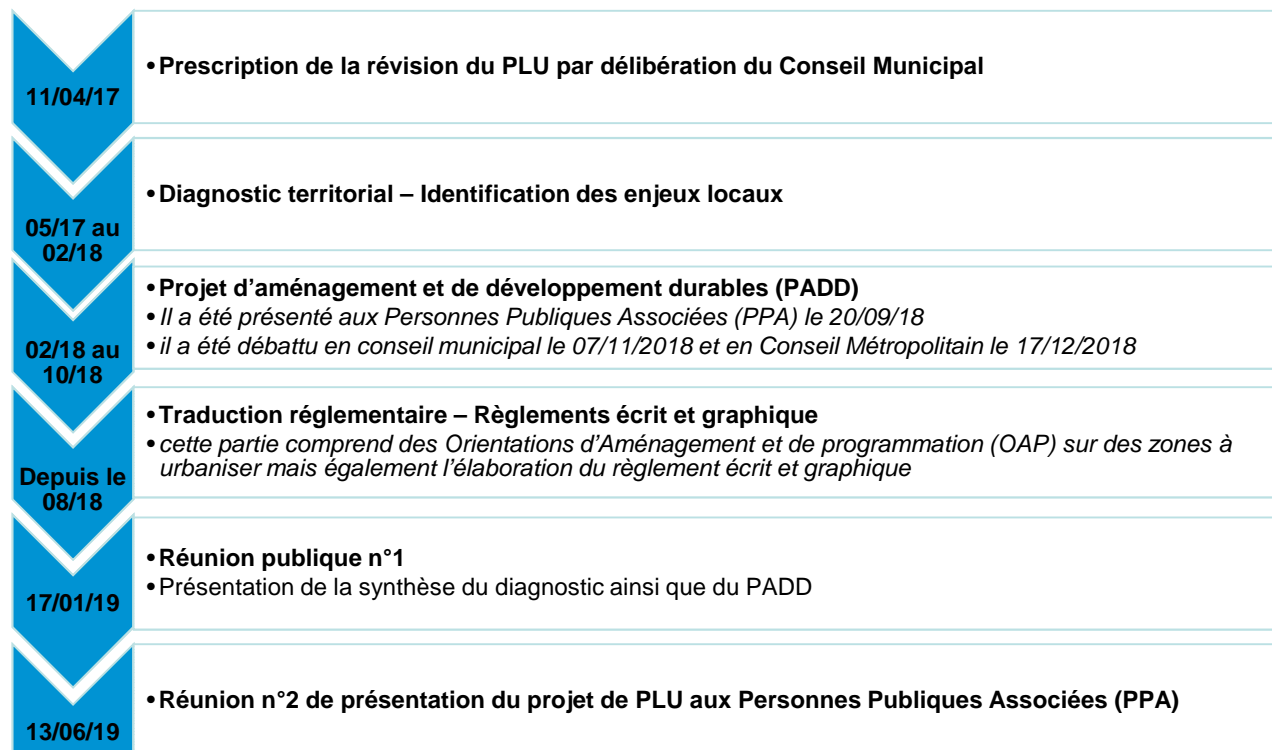 11/04/17
•Prescription de la révision du PLU par délibération du Conseil Municipal
05/17 au
02/18
•Diagnostic territorial – Identification des enjeux locaux
02/18 au
10/18
•Projet d'aménagement et de développement durables (PADD)
•Il a été présenté aux Personnes Publiques Associées (PPA) le 20/09/18
•il a été débattu en conseil municipal le 07/11/2018 et en Conseil Métropolitain le 17/12/2018
Depuis le
08/18
•Traduction réglementaire – Règlements écrit et graphique
•cette partie comprend des Orientations d'Aménagement et de programmation (OAP) sur des zones à
urbaniser mais également l'élaboration du règlement écrit et graphique
17/01/19
•Réunion publique n°1
•Présentation de la synthèse du diagnostic ainsi que du PADD
13/06/19
•Réunion n°2 de présentation du projet de PLU aux Personnes Publiques Associées (PPA)